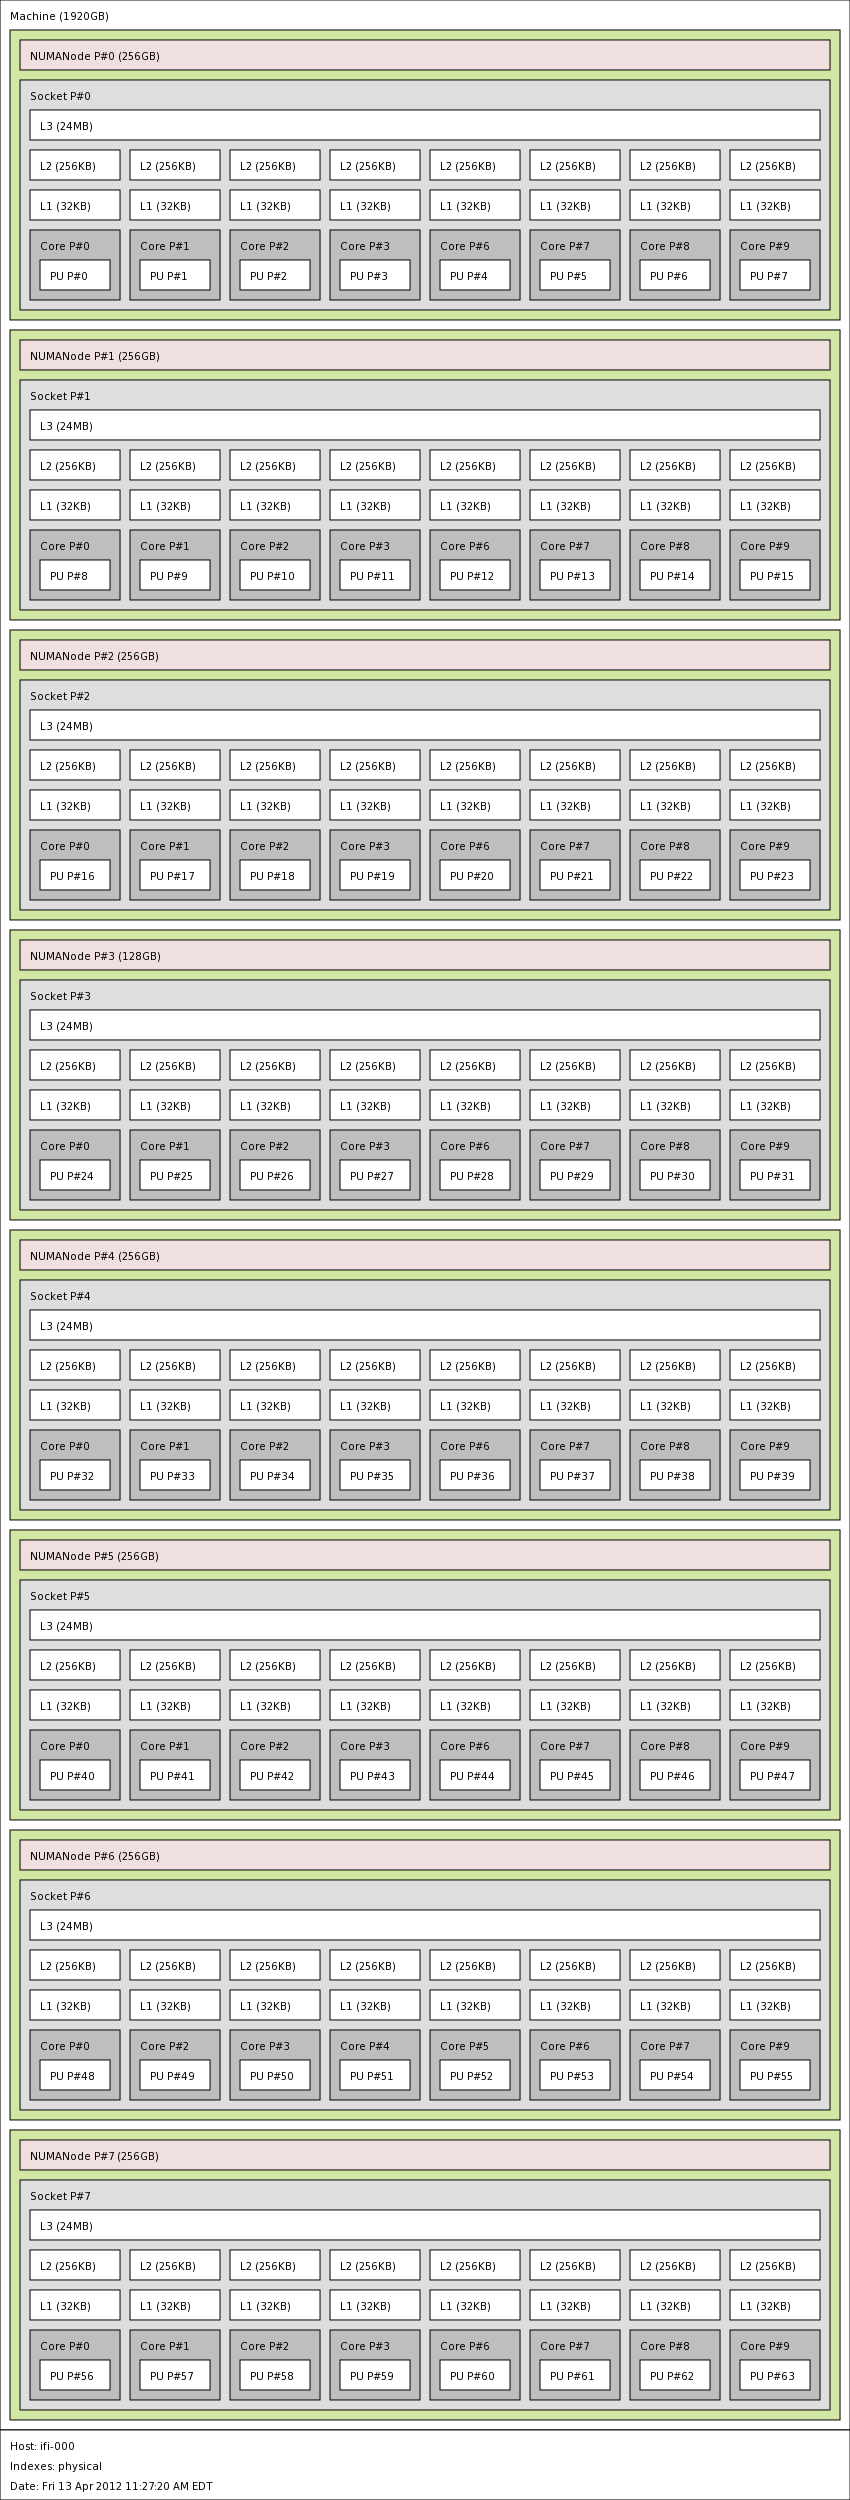 Machine (1920GB)
NUMANode P#0 (256GB)
Socket P#0
L3 (24MB)
L2 (256KB) L2 (256KB) L2 (256KB) L2 (256KB) L2 (256KB) L2 (256KB) L2 (256KB) L2 (256KB)
L1 (32KB) L1 (32KB) L1 (32KB) L1 (32KB) L1 (32KB) L1 (32KB) L1 (32KB) L1 (32KB)
Core P#0 Core P#1 Core P#2 Core P#3 Core P#6 Core P#7 Core P#8 Core P#9
PU P#0 PU P#1 PU P#2 PU P#3 PU P#4 PU P#5 PU P#6 PU P#7
NUMANode P#1 (256GB)
Socket P#1
L3 (24MB)
L2 (256KB) L2 (256KB) L2 (256KB) L2 (256KB) L2 (256KB) L2 (256KB) L2 (256KB) L2 (256KB)
L1 (32KB) L1 (32KB) L1 (32KB) L1 (32KB) L1 (32KB) L1 (32KB) L1 (32KB) L1 (32KB)
Core P#0 Core P#1 Core P#2 Core P#3 Core P#6 Core P#7 Core P#8 Core P#9
PU P#8 PU P#9 PU P#10 PU P#11 PU P#12 PU P#13 PU P#14 PU P#15
NUMANode P#2 (256GB)
Socket P#2
L3 (24MB)
L2 (256KB) L2 (256KB) L2 (256KB) L2 (256KB) L2 (256KB) L2 (256KB) L2 (256KB) L2 (256KB)
L1 (32KB) L1 (32KB) L1 (32KB) L1 (32KB) L1 (32KB) L1 (32KB) L1 (32KB) L1 (32KB)
Core P#0 Core P#1 Core P#2 Core P#3 Core P#6 Core P#7 Core P#8 Core P#9
PU P#16 PU P#17 PU P#18 PU P#19 PU P#20 PU P#21 PU P#22 PU P#23
NUMANode P#3 (128GB)
Socket P#3
L3 (24MB)
L2 (256KB) L2 (256KB) L2 (256KB) L2 (256KB) L2 (256KB) L2 (256KB) L2 (256KB) L2 (256KB)
L1 (32KB) L1 (32KB) L1 (32KB) L1 (32KB) L1 (32KB) L1 (32KB) L1 (32KB) L1 (32KB)
Core P#0 Core P#1 Core P#2 Core P#3 Core P#6 Core P#7 Core P#8 Core P#9
PU P#24 PU P#25 PU P#26 PU P#27 PU P#28 PU P#29 PU P#30 PU P#31
NUMANode P#4 (256GB)
Socket P#4
L3 (24MB)
L2 (256KB) L2 (256KB) L2 (256KB) L2 (256KB) L2 (256KB) L2 (256KB) L2 (256KB) L2 (256KB)
L1 (32KB) L1 (32KB) L1 (32KB) L1 (32KB) L1 (32KB) L1 (32KB) L1 (32KB) L1 (32KB)
Core P#0 Core P#1 Core P#2 Core P#3 Core P#6 Core P#7 Core P#8 Core P#9
PU P#32 PU P#33 PU P#34 PU P#35 PU P#36 PU P#37 PU P#38 PU P#39
NUMANode P#5 (256GB)
Socket P#5
L3 (24MB)
L2 (256KB) L2 (256KB) L2 (256KB) L2 (256KB) L2 (256KB) L2 (256KB) L2 (256KB) L2 (256KB)
L1 (32KB) L1 (32KB) L1 (32KB) L1 (32KB) L1 (32KB) L1 (32KB) L1 (32KB) L1 (32KB)
Core P#0 Core P#1 Core P#2 Core P#3 Core P#6 Core P#7 Core P#8 Core P#9
PU P#40 PU P#41 PU P#42 PU P#43 PU P#44 PU P#45 PU P#46 PU P#47
NUMANode P#6 (256GB)
Socket P#6
L3 (24MB)
L2 (256KB) L2 (256KB) L2 (256KB) L2 (256KB) L2 (256KB) L2 (256KB) L2 (256KB) L2 (256KB)
L1 (32KB) L1 (32KB) L1 (32KB) L1 (32KB) L1 (32KB) L1 (32KB) L1 (32KB) L1 (32KB)
Core P#0 Core P#2 Core P#3 Core P#4 Core P#5 Core P#6 Core P#7 Core P#9
PU P#48 PU P#49 PU P#50 PU P#51 PU P#52 PU P#53 PU P#54 PU P#55
NUMANode P#7 (256GB)
Socket P#7
L3 (24MB)
L2 (256KB) L2 (256KB) L2 (256KB) L2 (256KB) L2 (256KB) L2 (256KB) L2 (256KB) L2 (256KB)
L1 (32KB) L1 (32KB) L1 (32KB) L1 (32KB) L1 (32KB) L1 (32KB) L1 (32KB) L1 (32KB)
Core P#0 Core P#1 Core P#2 Core P#3 Core P#6 Core P#7 Core P#8 Core P#9
PU P#56 PU P#57 PU P#58 PU P#59 PU P#60 PU P#61 PU P#62 PU P#63
Host: ifi-000
Indexes: physical
Date: Fri 13 Apr 2012 11:27:20 AM EDT